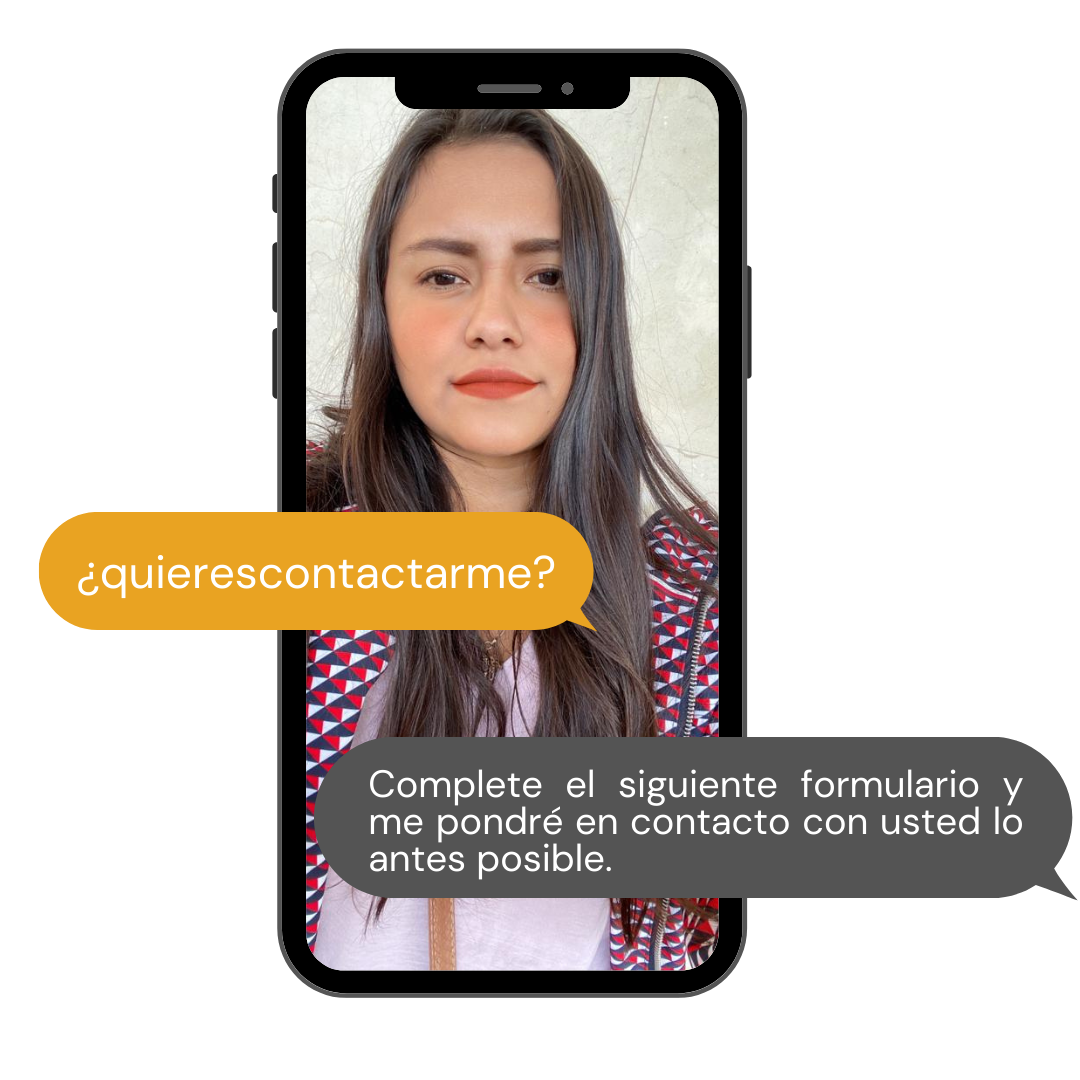 ¿quierescontactarme?
Complete el siguiente formulario y
me pondré en contacto con usted lo
antes posible.